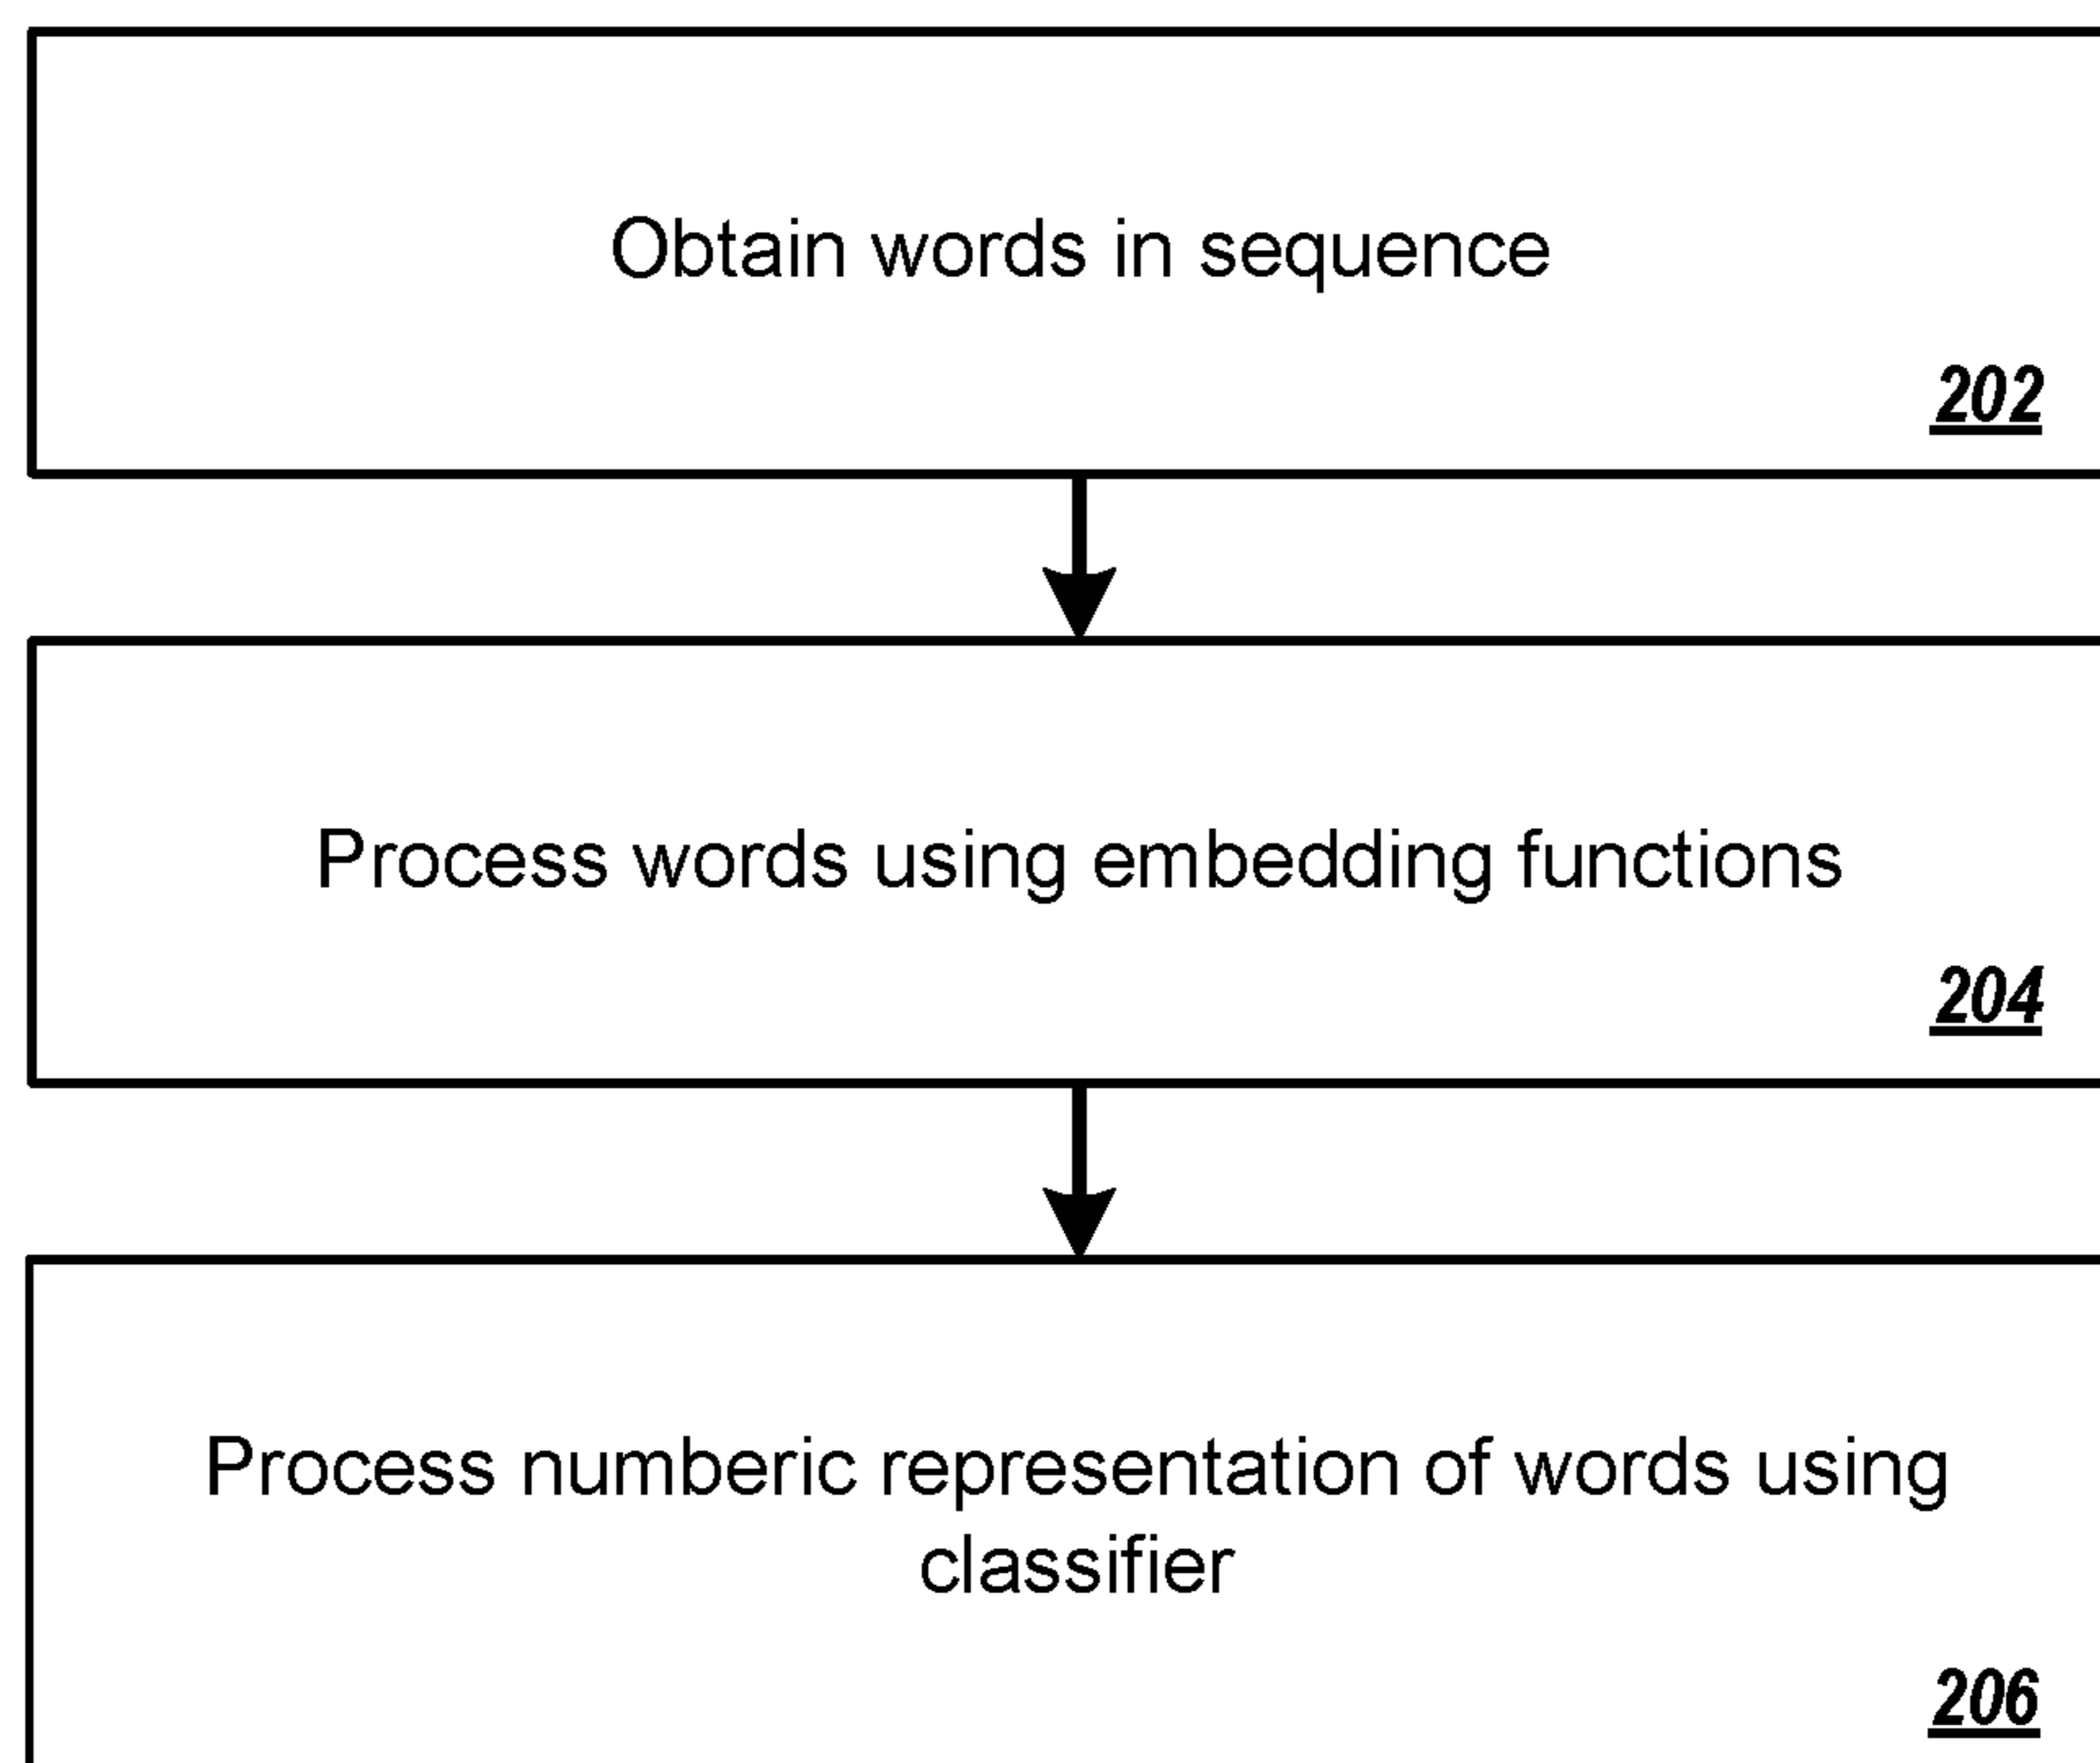 Obtain words in sequence
202
Process words using embedding functions
204
Process numberic representation of words using
classifier
206